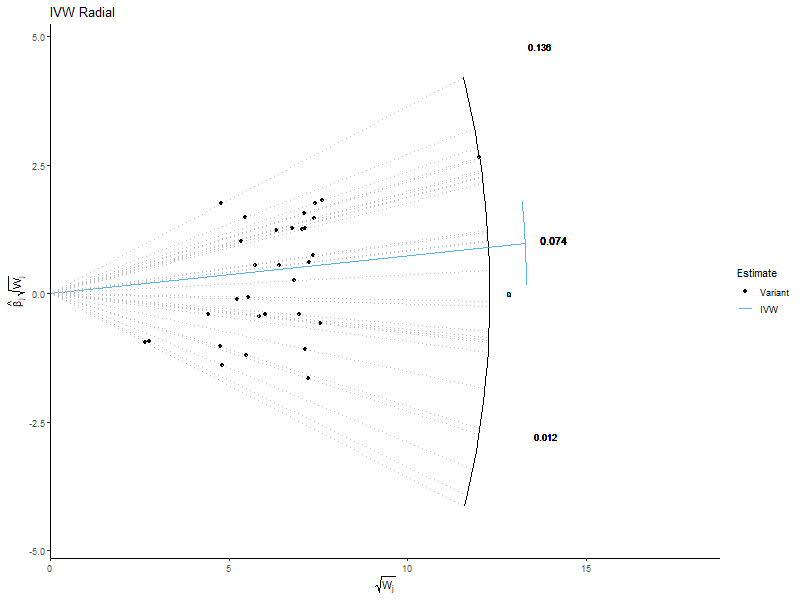 IVW Radial
5.0
2.5
0.0
-2.5
-5.0
β̂ⱼ√Wⱼ
0
5
10
15
√Wⱼ
0.136
0.074
0
0.012
Estimate
Variant
IVW